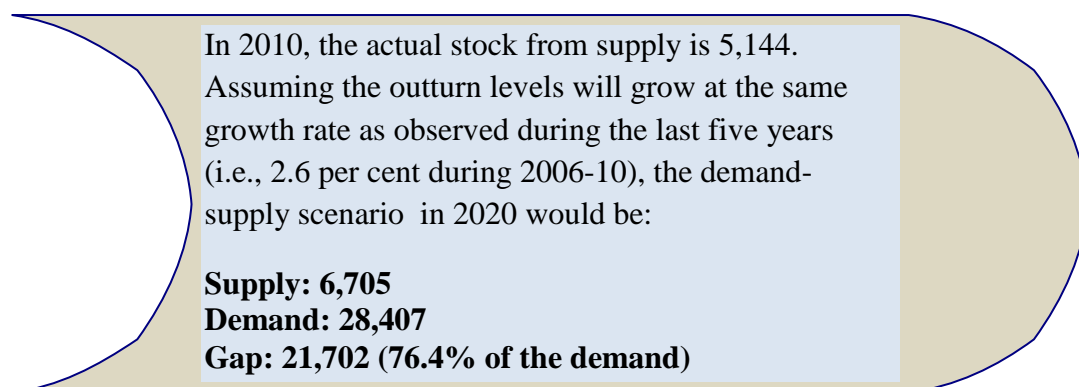 In 2010, the actual stock from supply is 5,144.
Assuming the outturn levels will grow at the same
growth rate as observed during the last five years
(i.e., 2.6 per cent during 2006-10), the demand-
supply scenario in 2020 would be:
Supply: 6,705
Demand: 28,407
Gap: 21,702 (76.4% of the demand)